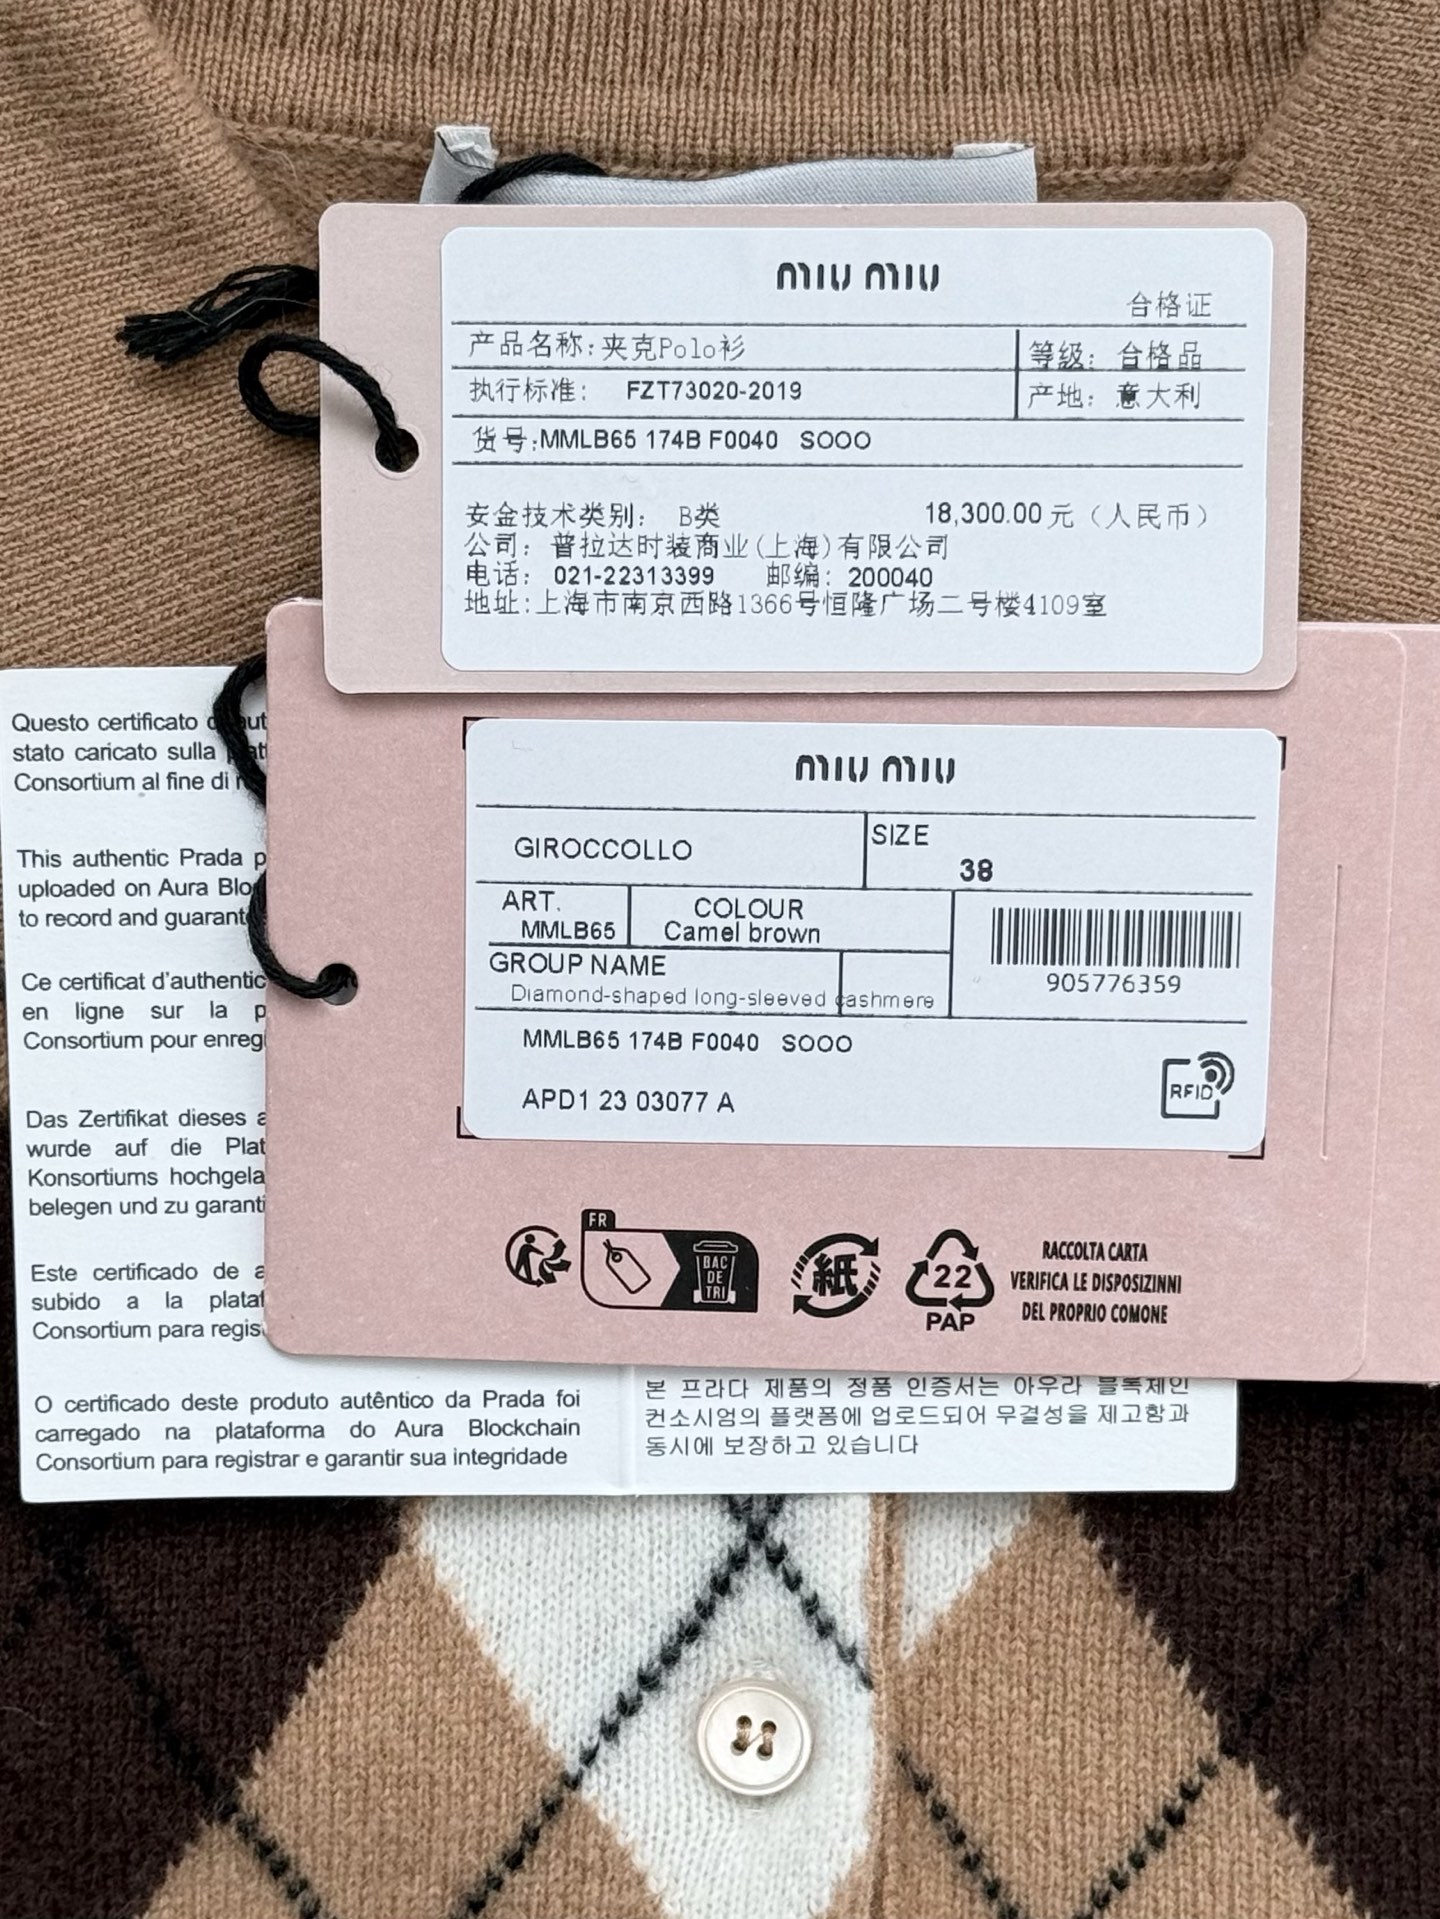 miu miu
合格证
产品名称:夹克Polo衫
等级: 合格品
执行标准: FZT73020-2019
产地: 意大利
货号:MMLB65 174B F0040 SOOO
安金技术类别: B类 18,300.00元（人民币）
公司: 普拉达时装商业(上海)有限公司
电话: 021-22313399 邮编: 200040
地址:上海市南京西路1366号恒隆广场二号楼4109室
miu miu
GIROCCOLLO
SIZE
38
ART.
MMLB65
COLOUR
Camel brown
GROUP NAME
Diamond-shaped long-sleeved cashmere
905776359
MMLB65 174B F0040 SOOO
APD1 23 03077 A
RFID
FR
BAC
DE
TRI
紙
22
PAP
RACCOLTA CARTA
VERIFICA LE DISPOSIZINNI
DEL PROPRIO COMONE
Questo certificato
stato caricato sulla
Consortium al fine di
This authentic Prada
uploaded on Aura
to record and
Ce certificat
en ligne sur la
Consortium pour
Das Zertifikat dieses
wurde auf die
Konsortiums
belegen und zu
Este certificado de
subido a la
Consortium para
O certificado deste produto autêntico da Prada foi
carregado na plataforma do Aura Blockchain
Consortium para registrar e garantir sua integridade
본 프라다 제품의 정품 인증서는 아우라 블록체인
컨소시엄의 플랫폼에 업로드되어 무결성을 제고함과
동시에 보장하고 있습니다